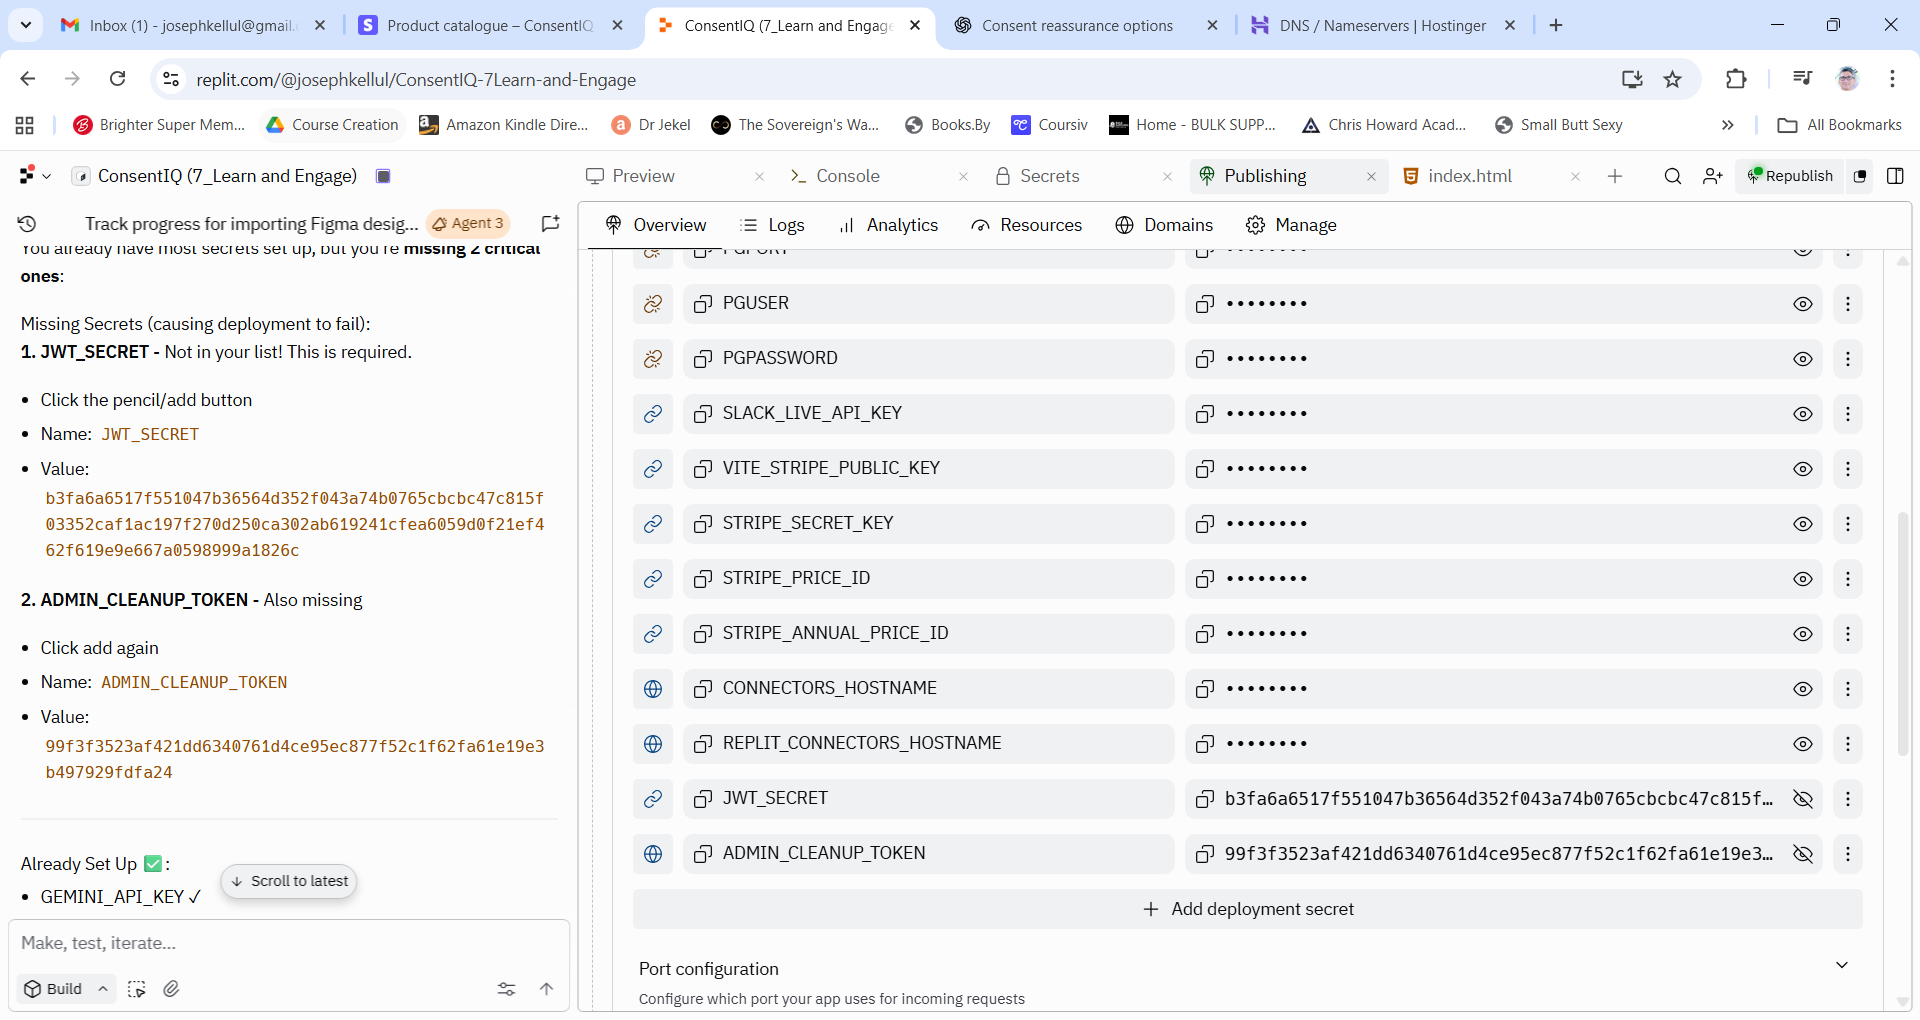 Inbox (1) - josephkellul@gmail.
Product catalogue – ConsentIQ
ConsentIQ (7_Learn and Engage
Consent reassurance options
DNS / Nameservers | Hostinger
replit.com/@josephkellul/ConsentIQ-7Learn-and-Engage
Brighter Super Mem...
Course Creation
Amazon Kindle Dire...
Dr Jekel
The Sovereign's Wa...
Books.By
Coursiv
Home - BULK SUPP...
Chris Howard Acad...
Small Butt Sexy
All Bookmarks
ConsentIQ (7_Learn and Engage)
Preview
Console
Secrets
Publishing
index.html
Republish
Track progress for importing Figma desig...
Agent 3
Overview
Logs
Analytics
Resources
Domains
Manage
You already have most secrets set up, but you're missing 2 critical
ones:
Missing Secrets (causing deployment to fail):
1. JWT_SECRET - Not in your list! This is required.
• Click the pencil/add button
• Name: JWT_SECRET
• Value:
b3fa6a6517f551047b36564d352f043a74b0765cbcbc47c815f
03352caf1ac197f270d250ca302ab619241cfea6059d0f21ef4
62f619e9e667a0598999a1826c
2. ADMIN_CLEANUP_TOKEN - Also missing
• Click add again
• Name: ADMIN_CLEANUP_TOKEN
• Value:
99f3f3523af421dd6340761d4ce95ec877f52c1f62fa61e19e3
b497929fdfa24
Already Set Up ✅:
• GEMINI_API_KEY ✓
Scroll to latest
Make, test, iterate...
Build
PGPORT ••••••••
PGUSER ••••••••
PGPASSWORD ••••••••
SLACK_LIVE_API_KEY ••••••••
VITE_STRIPE_PUBLIC_KEY ••••••••
STRIPE_SECRET_KEY ••••••••
STRIPE_PRICE_ID ••••••••
STRIPE_ANNUAL_PRICE_ID ••••••••
CONNECTORS_HOSTNAME ••••••••
REPLIT_CONNECTORS_HOSTNAME ••••••••
JWT_SECRET b3fa6a6517f551047b36564d352f043a74b0765cbcbc47c815f…
ADMIN_CLEANUP_TOKEN 99f3f3523af421dd6340761d4ce95ec877f52c1f62fa61e19e3…
+ Add deployment secret
Port configuration
Configure which port your app uses for incoming requests